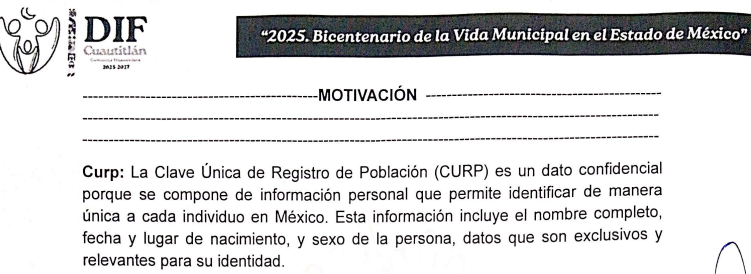 DIF
Cuautitlán
2025-2027
“2025. Bicentenario de la Vida Municipal en el Estado de México”
MOTIVACIÓN
Curp: La Clave Única de Registro de Población (CURP) es un dato confidencial
porque se compone de información personal que permite identificar de manera
única a cada individuo en México. Esta información incluye el nombre completo,
fecha y lugar de nacimiento, y sexo de la persona, datos que son exclusivos y
relevantes para su identidad.